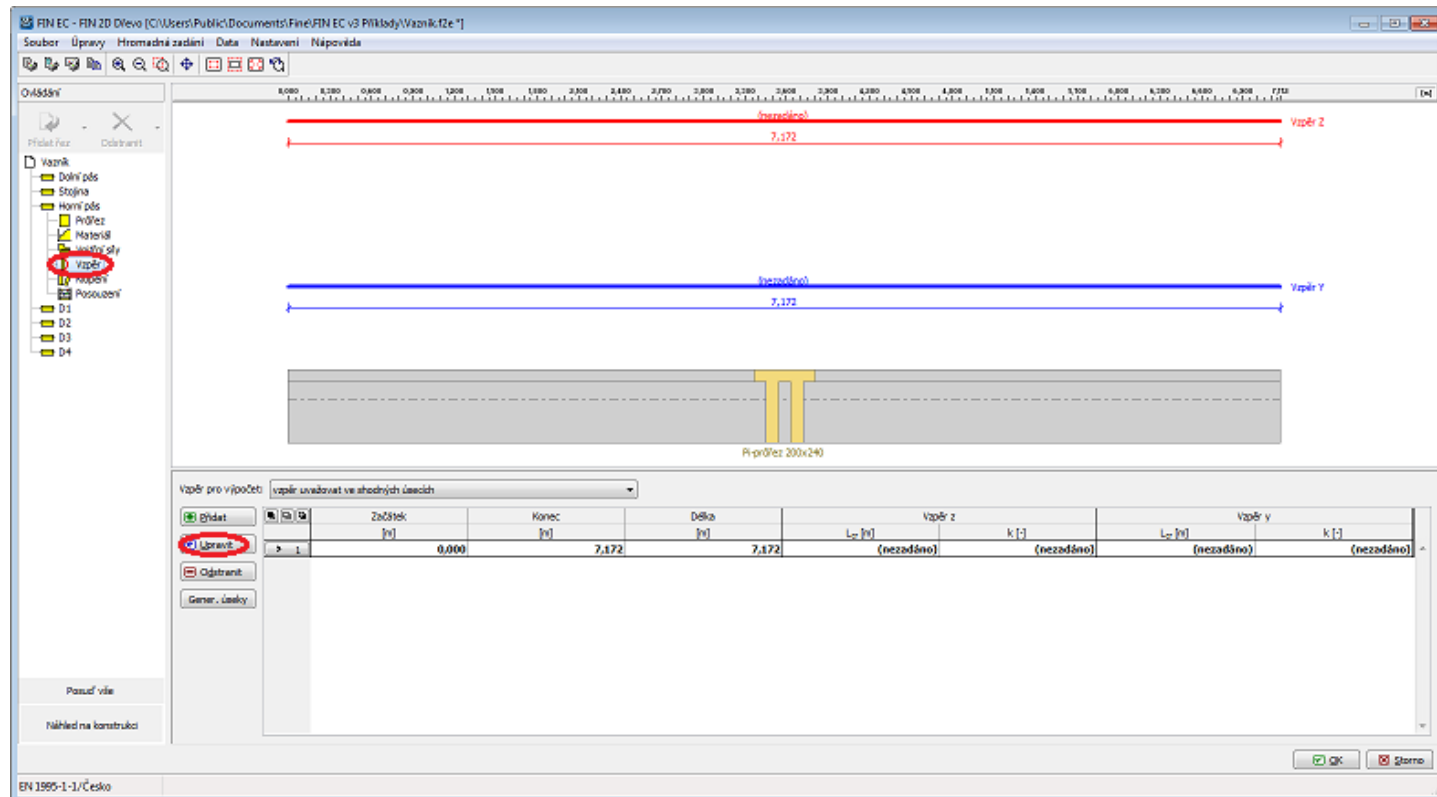 FIN EC - FIN 2D Dřevo [C:\Users\Public\Documents\Fine\FIN EC v3 Příklady\Vaznik.f2e *]
Soubor Úpravy Hromadné zadání Data Nastavení Nápověda
Ovládání
[m]
Přidat řez Odstranit
Vazník
Dolní pás
Stojina
Horní pás
Průřez
Materiál
Vnitřní síly
Vzpěr
Klopení
Posouzení
D1
D2
D3
D4
(nezadáno)
Vzpěr Z
7,172
(nezadáno)
Vzpěr Y
7,172
Pi-průřez 200x240
Vzpěr pro výpočet: vzpěr uvažovat ve shodných úsecích
Přidat
Upravit
Odstranit
Gener. úseky
Začátek Konec Délka Vzpěr z Vzpěr y
[m] [m] [m] Lcr [m] k [-] Lcr [m] k [-]
1 0,000 7,172 7,172 (nezadáno) (nezadáno) (nezadáno) (nezadáno)
Posuď vše
Náhled na konstrukci
OK Storno
EN 1995-1-1/Česko